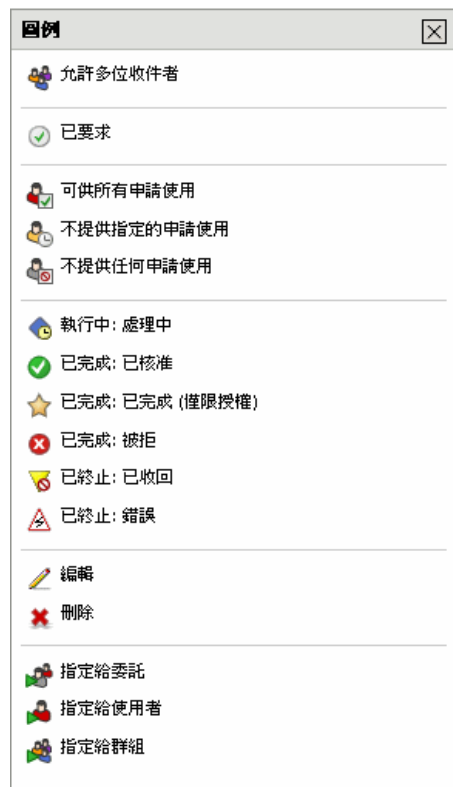 圖例
允許多位收件者
已要求
可供所有申請使用
不提供指定的申請使用
不提供任何申請使用
執行中: 處理中
已完成: 已核准
已完成: 已完成 (僅限授權)
已完成: 被拒
已終止: 已收回
已終止: 錯誤
編輯
刪除
指定給委託
指定給使用者
指定給群組